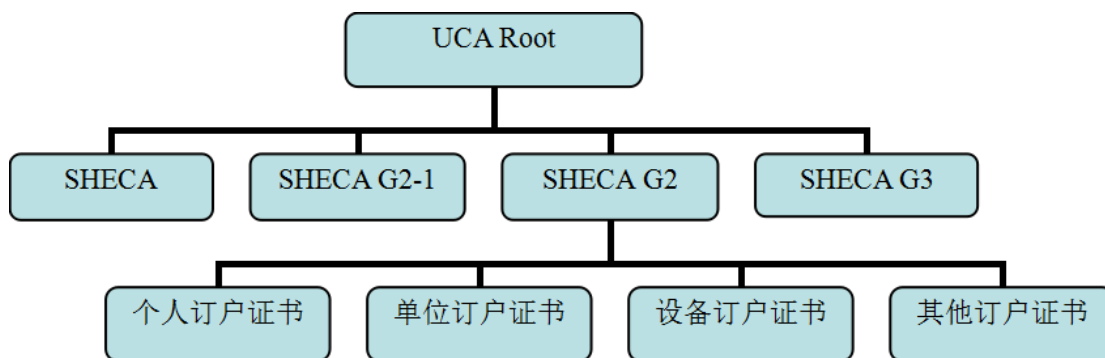 UCA Root
SHECA
SHECA G2-1
SHECA G2
SHECA G3
个人订户证书
单位订户证书
设备订户证书
其他订户证书